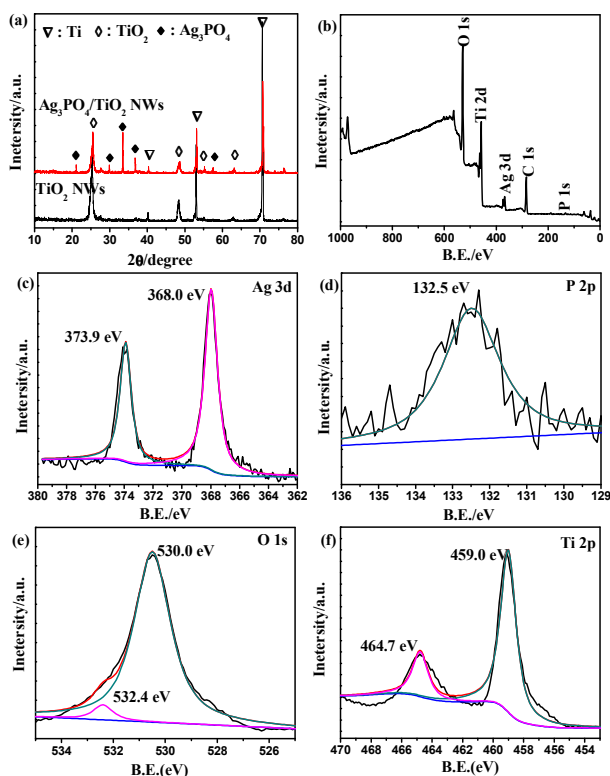 (a)
▽ : Ti ◊ : TiO2 ◆ : Ag3PO4
Ag3PO4/TiO2 NWs
TiO2 NWs
Inetersity/a.u.
10 20 30 40 50 60 70 80
2θ/degree
(b)
O 1s
Ti 2d
Ag 3d
C 1s
P 1s
Inetersity/a.u.
1000 800 600 400 200 0
B.E./eV
(c)
Ag 3d
368.0 eV
373.9 eV
Inetersity/a.u.
380 378 376 374 372 370 368 366 364 362
B.E./eV
(d)
P 2p
132.5 eV
Inetersity/a.u.
136 135 134 133 132 131 130 129
B.E./eV
(e)
O 1s
530.0 eV
532.4 eV
Inetersity/a.u.
534 532 530 528 526
B.E.(eV)
(f)
Ti 2p
459.0 eV
464.7 eV
Inetersity/a.u.
470 468 466 464 462 460 458 456 454
B.E.(eV)